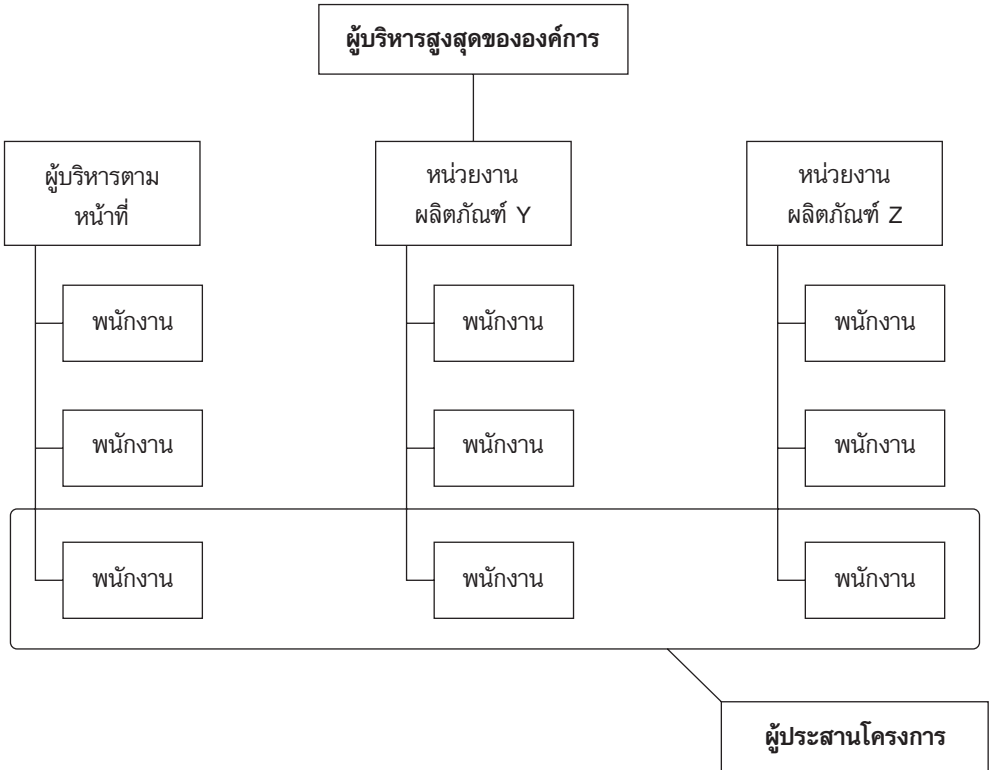 ผู้บริหารสูงสุดขององค์การ
ผู้บริหารตาม
หน้าที่
หน่วยงาน
ผลิตภัณฑ์ Y
หน่วยงาน
ผลิตภัณฑ์ Z
พนักงาน
พนักงาน
พนักงาน
พนักงาน
พนักงาน
พนักงาน
พนักงาน
พนักงาน
พนักงาน
ผู้ประสานโครงการ